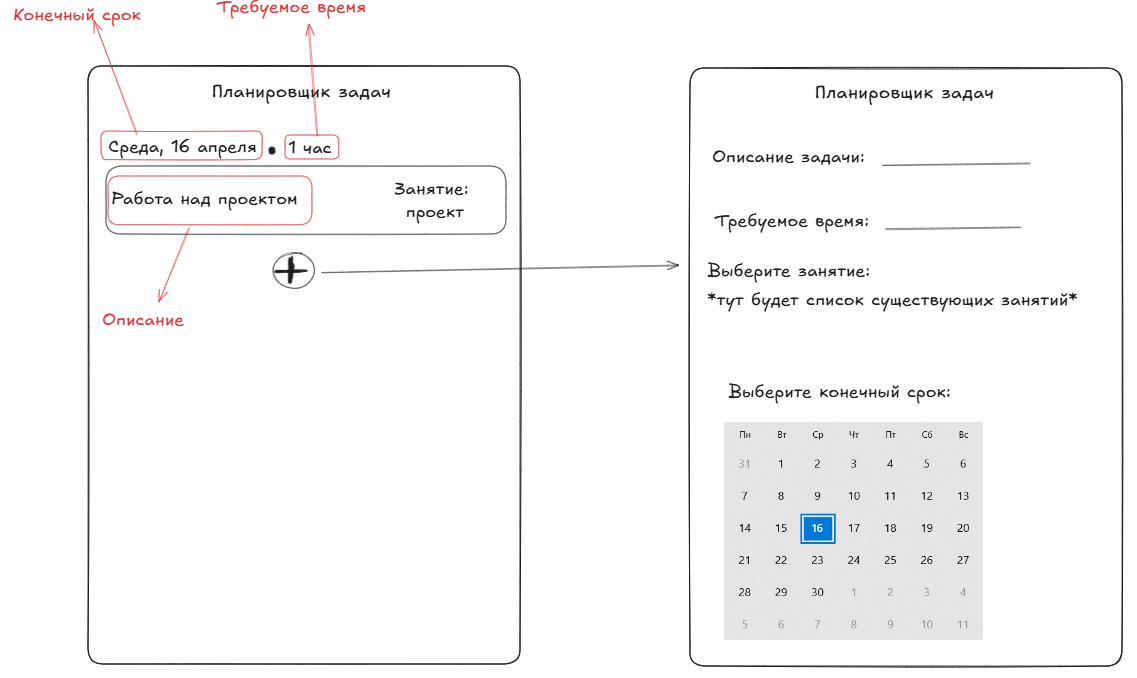 Конечный срок
Требуемое время
Планировщик задач
Среда, 16 апреля • 1 час
Работа над проектом
Занятие:
проект
Описание
Планировщик задач
Описание задачи:
Требуемое время:
Выберите занятие:
*тут будет список существующих занятий*
Выберите конечный срок:
Пн Вт Ср Чт Пт Сб Вс
31 1 2 3 4 5 6
7 8 9 10 11 12 13
14 15 16 17 18 19 20
21 22 23 24 25 26 27
28 29 30 1 2 3 4
5 6 7 8 9 10 11